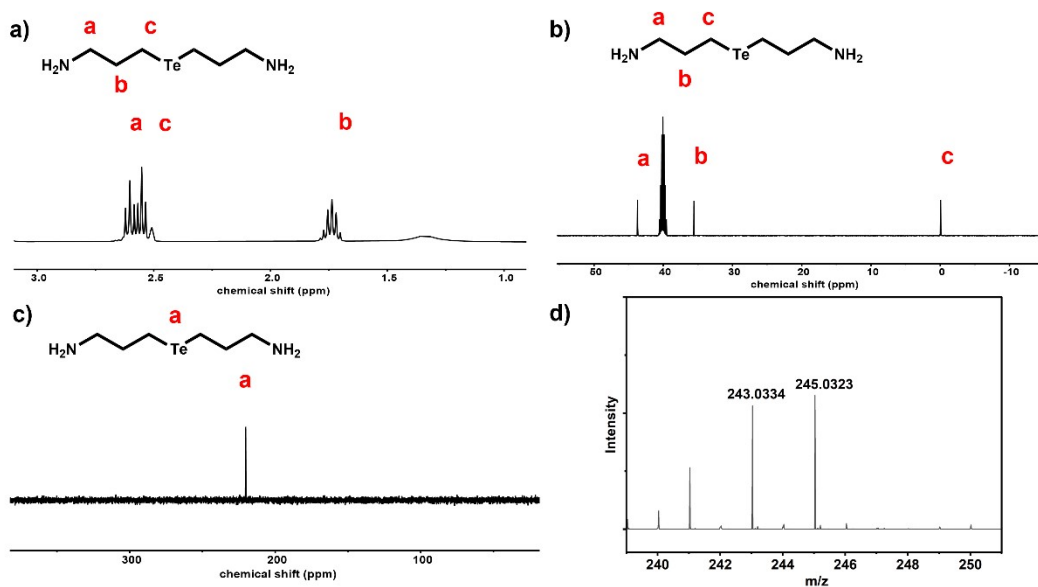 a)
a
c
H2N
Te
NH2
b
a
c
b
3.0
2.5
2.0
1.5
1.0
chemical shift (ppm)
b)
a
c
H2N
Te
NH2
b
a
b
c
50
40
30
20
10
0
-10
chemical shift (ppm)
c)
a
H2N
Te
NH2
a
300
200
100
chemical shift (ppm)
d)
243.0334
245.0323
Intensity
240
242
244
246
248
250
m/z